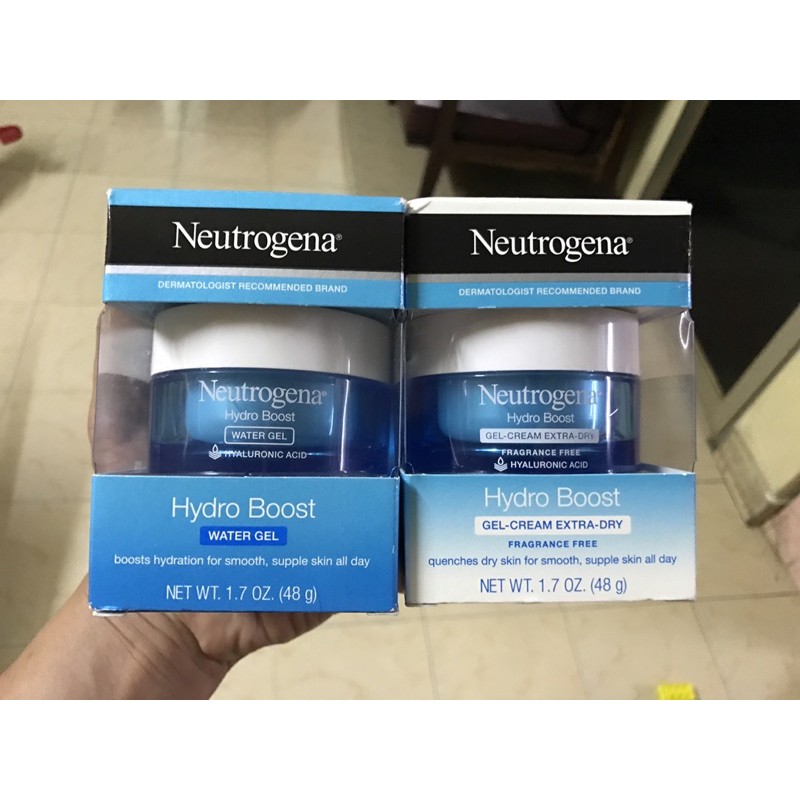 Neutrogena®
DERMATOLOGIST RECOMMENDED BRAND
Neutrogena®
Hydro Boost
WATER GEL
HYALURONIC ACID
Hydro Boost
WATER GEL
boosts hydration for smooth, supple skin all day
NET WT. 1.7 OZ. (48 g)
Neutrogena®
DERMATOLOGIST RECOMMENDED BRAND
Neutrogena®
Hydro Boost
GEL-CREAM EXTRA-DRY
FRAGRANCE FREE
HYALURONIC ACID
Hydro Boost
GEL-CREAM EXTRA-DRY
FRAGRANCE FREE
quenches dry skin for smooth, supple skin all day
NET WT. 1.7 OZ. (48 g)